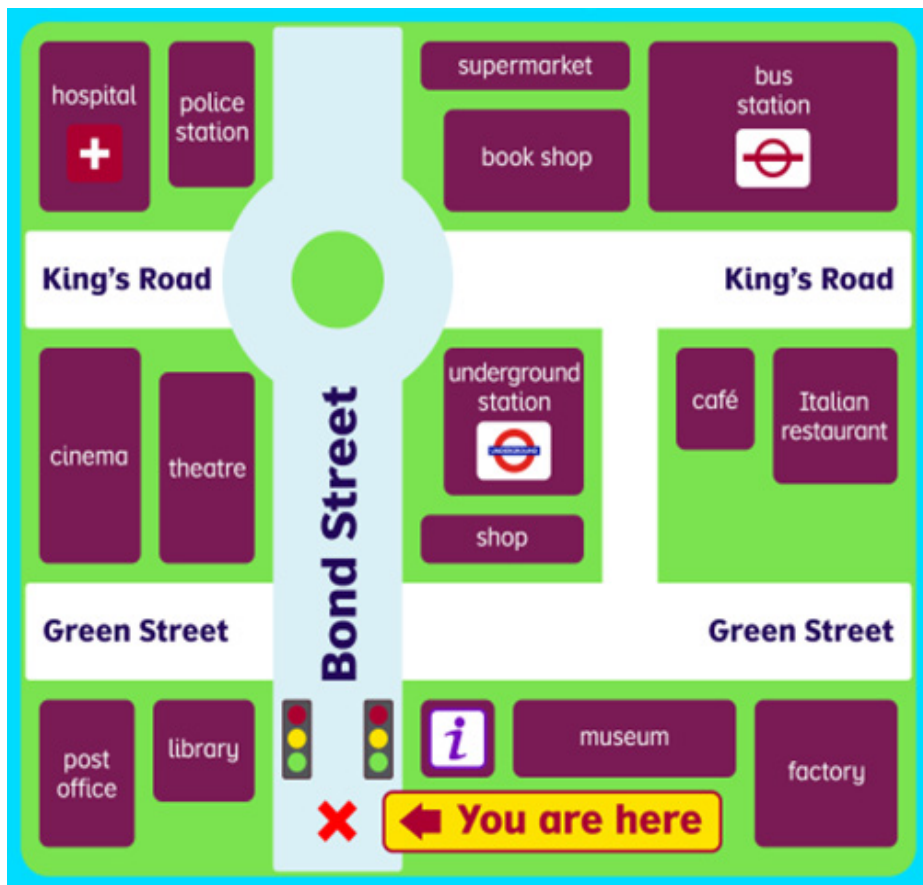 hospital
police
station
supermarket
book shop
bus
station
King's Road
King's Road
cinema
theatre
Bond Street
underground
station
UNDERGROUND
shop
café
Italian
restaurant
Green Street
Green Street
post
office
library
i
museum
factory
You are here